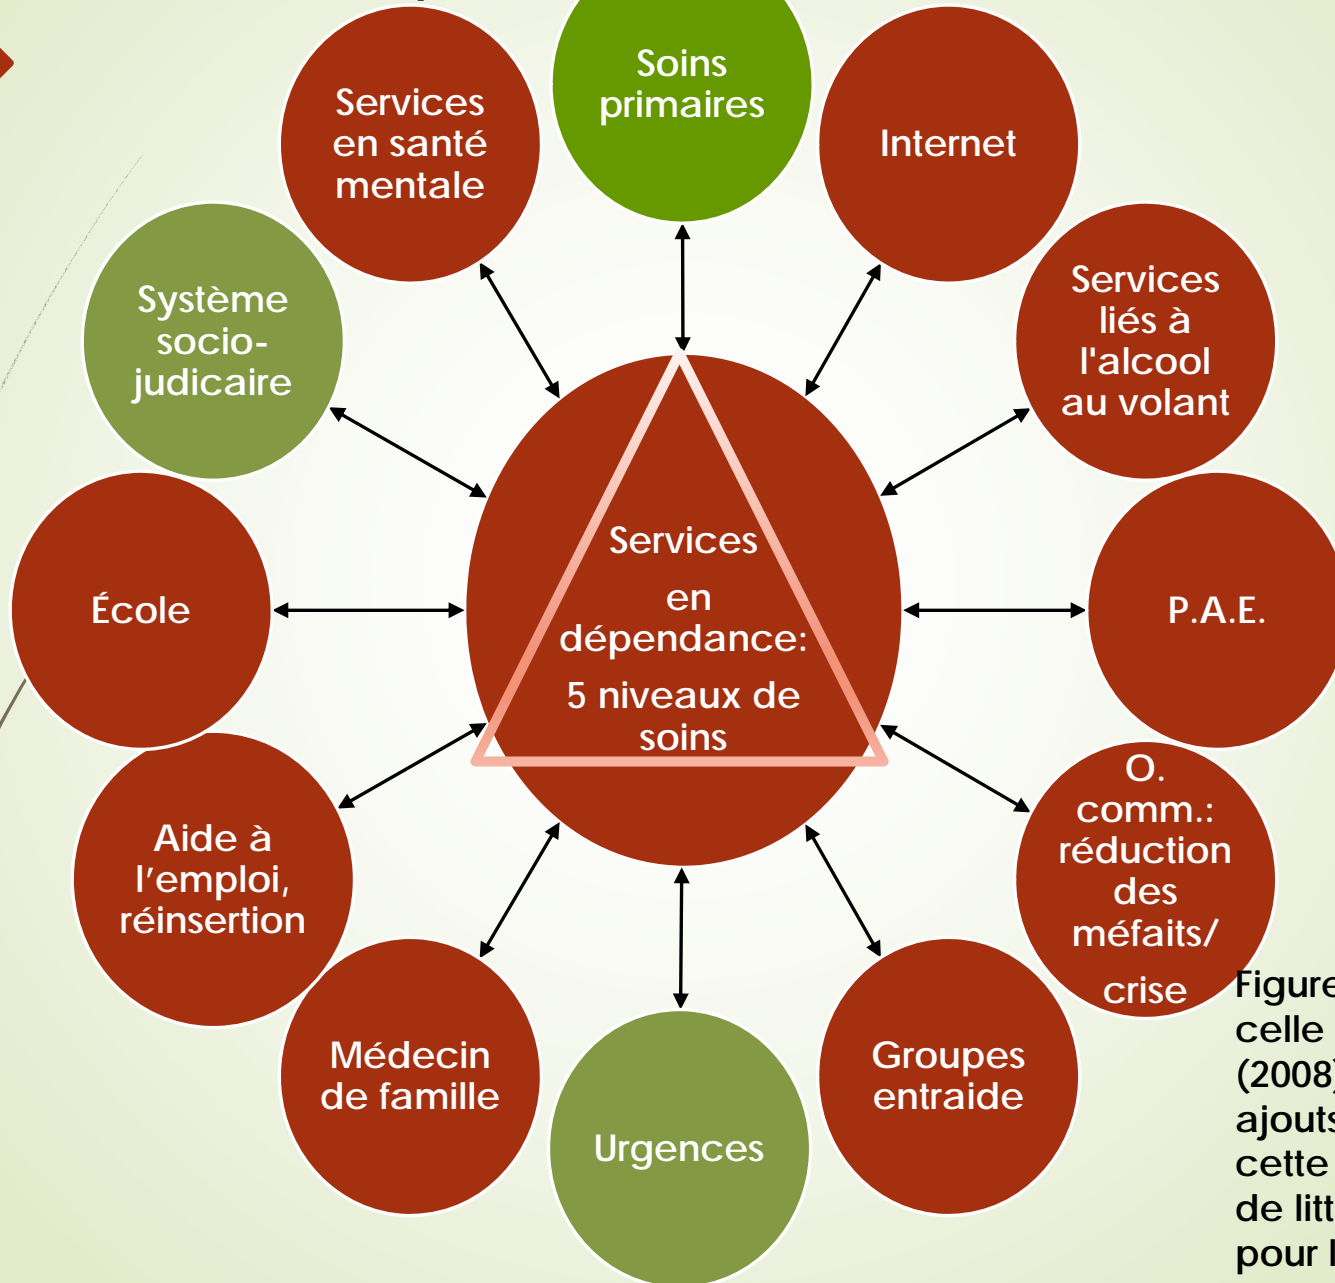 Soins
primaires
Internet
Services
liés à
l'alcool
au volant
P.A.E.
O.
comm.:
réduction
des
méfaits/
crise
Groupes
entraide
Urgences
Médecin
de famille
Aide à
l’emploi,
réinsertion
École
Système
socio-
judicaire
Services
en santé
mentale
Services
en
dépendance:
5 niveaux de
soins
Figure
celle
(2008)
ajouts
cette
de litt
pour